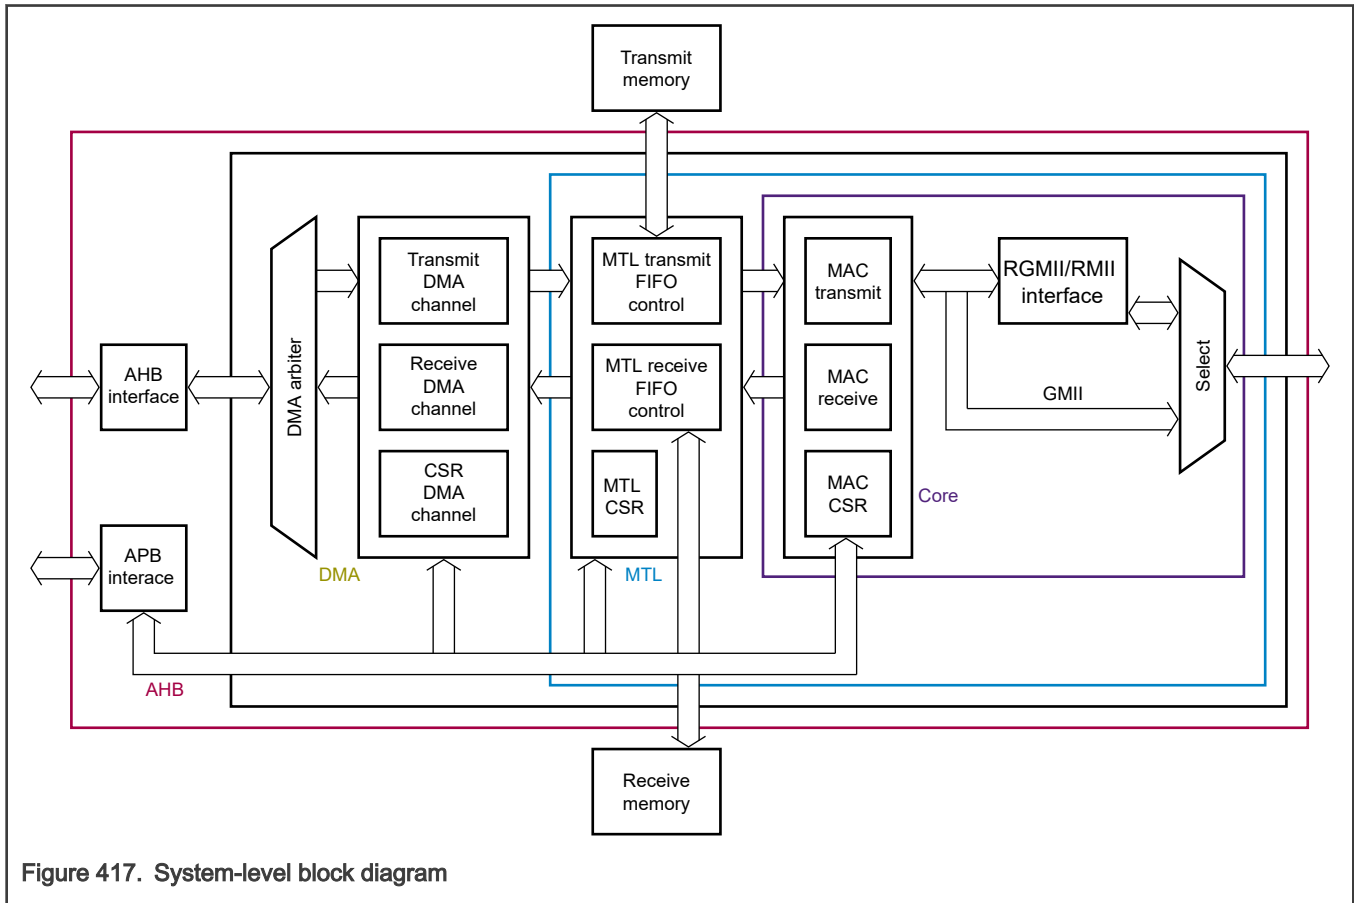 Transmit
memory
Transmit
DMA
channel
MTL transmit
FIFO
control
MAC
transmit
RGMII/RMII
interface
AHB
interface
DMA arbiter
Receive
DMA
channel
MTL receive
FIFO
control
MAC
receive
GMII
Select
CSR
DMA
channel
MTL
CSR
MAC
CSR
Core
APB
interace
DMA
MTL
AHB
Receive
memory
Figure 417. System-level block diagram